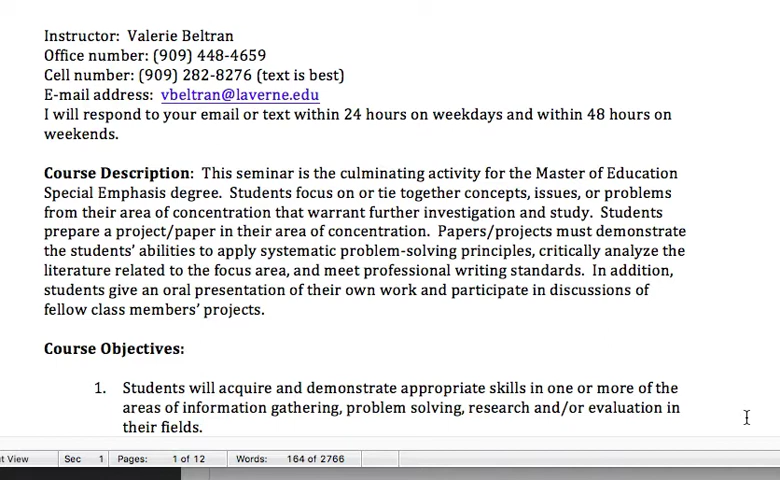 Instructor:  Valerie Beltran
Office number: (909) 448-4659
Cell number: (909) 282-8276 (text is best)
E-mail address:  vbeltran@laverne.edu
I will respond to your email or text within 24 hours on weekdays and within 48 hours on
weekends.
Course Description:  This seminar is the culminating activity for the Master of Education
Special Emphasis degree.  Students focus on or tie together concepts, issues, or problems
from their area of concentration that warrant further investigation and study.  Students
prepare a project/paper in their area of concentration.  Papers/projects must demonstrate
the students' abilities to apply systematic problem-solving principles, critically analyze the
literature related to the focus area, and meet professional writing standards.  In addition,
students give an oral presentation of their own work and participate in discussions of
fellow class members' projects.
Course Objectives:
1.  Students will acquire and demonstrate appropriate skills in one or more of the
areas of information gathering, problem solving, research and/or evaluation in
their fields.
t View Sec 1 Pages: 1 of 12 Words: 164 of 2766